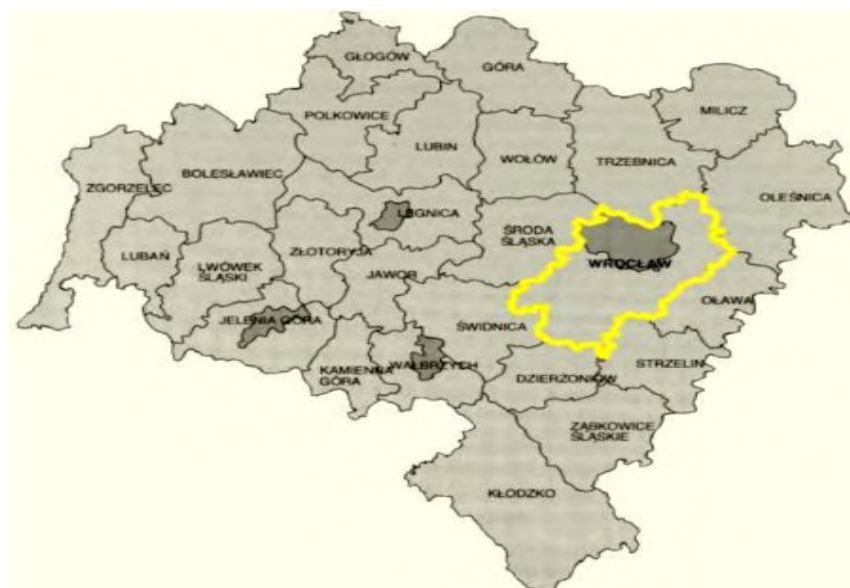 GŁOGÓW
GÓRA
MILICZ
POLKOWICE
LUBIN
WOŁÓW
TRZEBNICA
ZGORZELEC
BOLESŁAWIEC
OLEŚNICA
LEGNICA
ŚRODA
ŚLĄSKA
LUBAŃ
LWÓWEK
ŚLĄSKI
ZŁOTORYJA
JAWOR
WROCŁAW
OŁAWA
JELENIA GÓRA
ŚWIDNICA
KAMIENNA
GÓRA
WAŁBRZYCH
DZIERŻONIÓW
STRZELIN
ZĄBKOWICE
ŚLĄSKIE
KŁODZKO